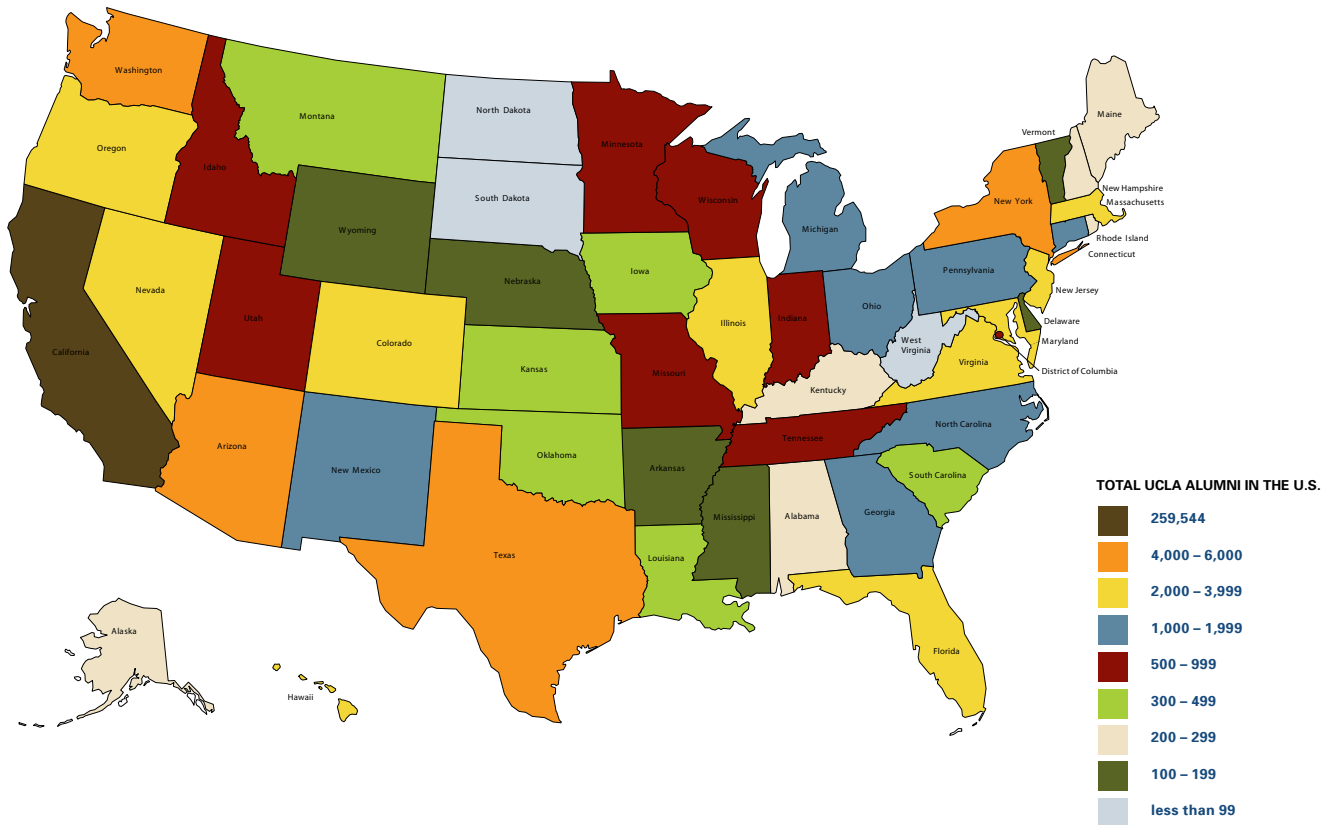 Washington
Oregon
Idaho
Montana
North Dakota
South Dakota
Minnesota
Wisconsin
Michigan
Vermont
Maine
New Hampshire
Massachusetts
New York
Rhode Island
Connecticut
Wyoming
Nebraska
Iowa
Nevada
Utah
Colorado
Kansas
Missouri
Illinois
Indiana
Ohio
Pennsylvania
New Jersey
Delaware
Maryland
District of Columbia
West
Virginia
Virginia
Kentucky
California
Arizona
New Mexico
Oklahoma
Arkansas
Tennessee
North Carolina
South Carolina
Texas
Louisiana
Mississippi
Alabama
Georgia
Florida
Alaska
Hawaii
TOTAL UCLA ALUMNI IN THE U.S.
259,544
4,000 – 6,000
2,000 – 3,999
1,000 – 1,999
500 – 999
300 – 499
200 – 299
100 – 199
less than 99